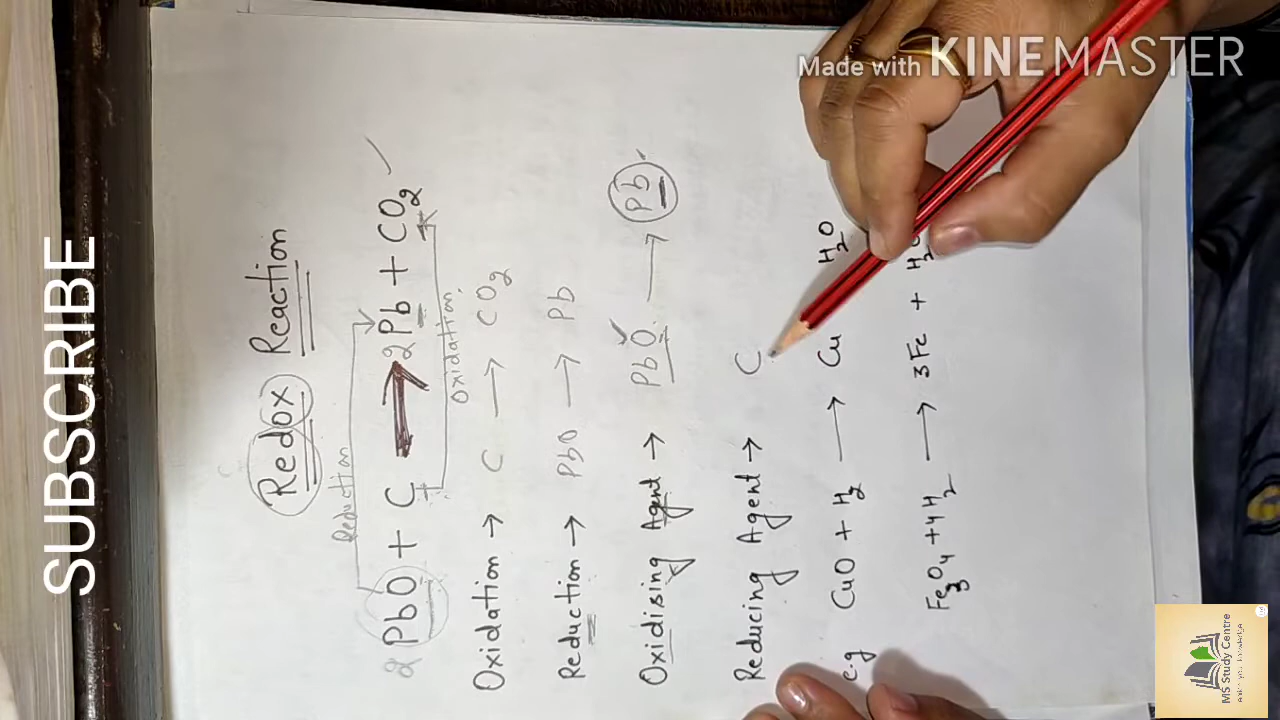 Made with KINEMASTER
SUBSCRIBE
Redox Reaction
Reduction
2PbO + C → 2Pb + CO2
Oxidation
Oxidation → C → CO2
Reduction → PbO → Pb
Oxidising Agent → PbO → Pb
Reducing Agent → C
e.g CuO + H2 → Cu H2O
Fe3O4 + 4H2 → 3Fe + H2
MS Study Centre